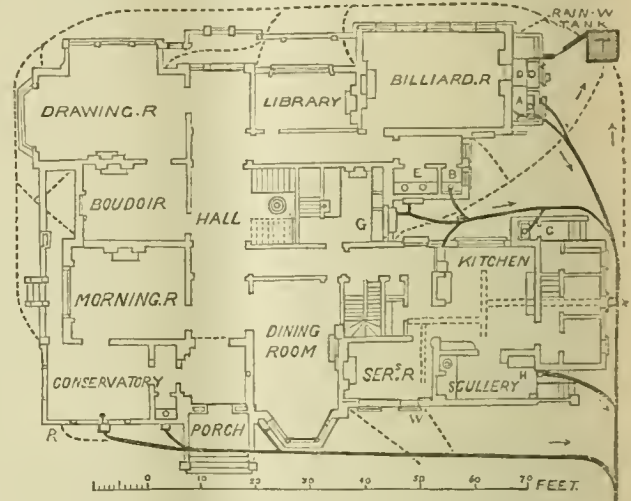 RAIN-W
TANK
T
BILLIARD.R
LIBRARY
DRAWING.R
A
E
B
BOUDOIR
HALL
G
C
KITCHEN
MORNING.R
DINING
ROOM
SER^S.R
SCULLERY
H
CONSERVATORY
PORCH
R
W
0 10 20 30 40 50 60 70 FEET.